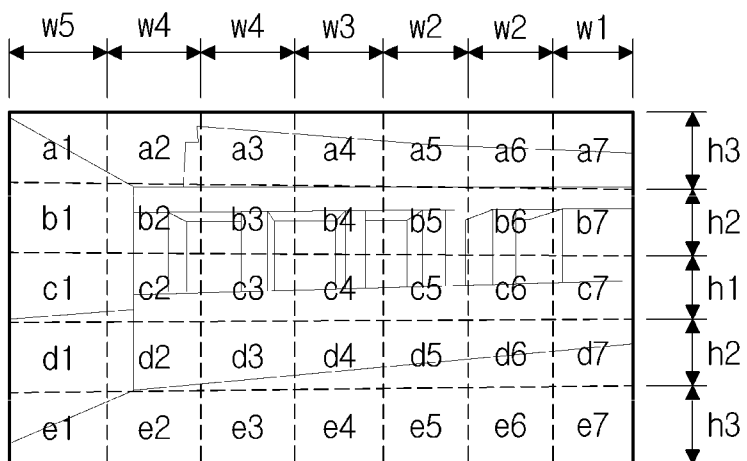 w5 w4 w4 w3 w2 w2 w1
a1 a2 a3 a4 a5 a6 a7 h3
b1 b2 b3 b4 b5 b6 b7 h2
c1 c2 c3 c4 c5 c6 c7 h1
d1 d2 d3 d4 d5 d6 d7 h2
e1 e2 e3 e4 e5 e6 e7 h3